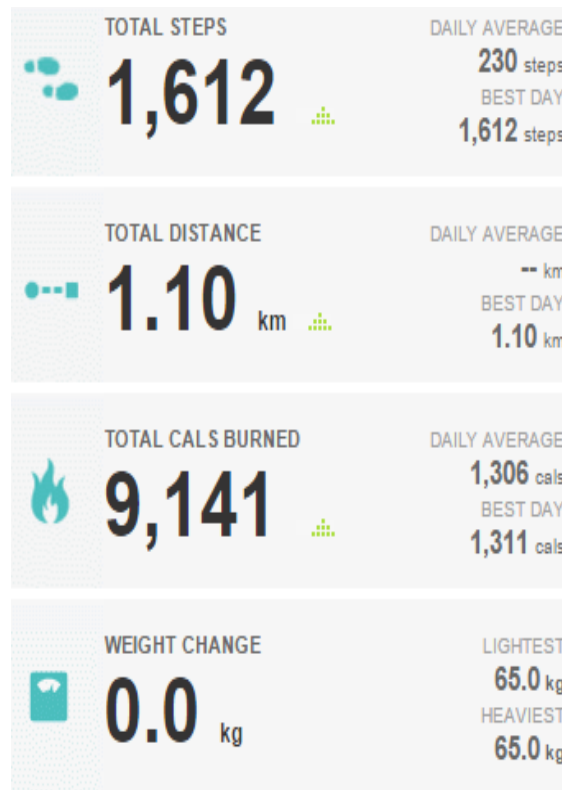 TOTAL STEPS
1,612
DAILY AVERAGE
230 steps
BEST DAY
1,612 steps
TOTAL DISTANCE
1.10 km
DAILY AVERAGE
-- km
BEST DAY
1.10 km
TOTAL CALS BURNED
9,141
DAILY AVERAGE
1,306 cals
BEST DAY
1,311 cals
WEIGHT CHANGE
0.0 kg
LIGHTEST
65.0 kg
HEAVIEST
65.0 kg